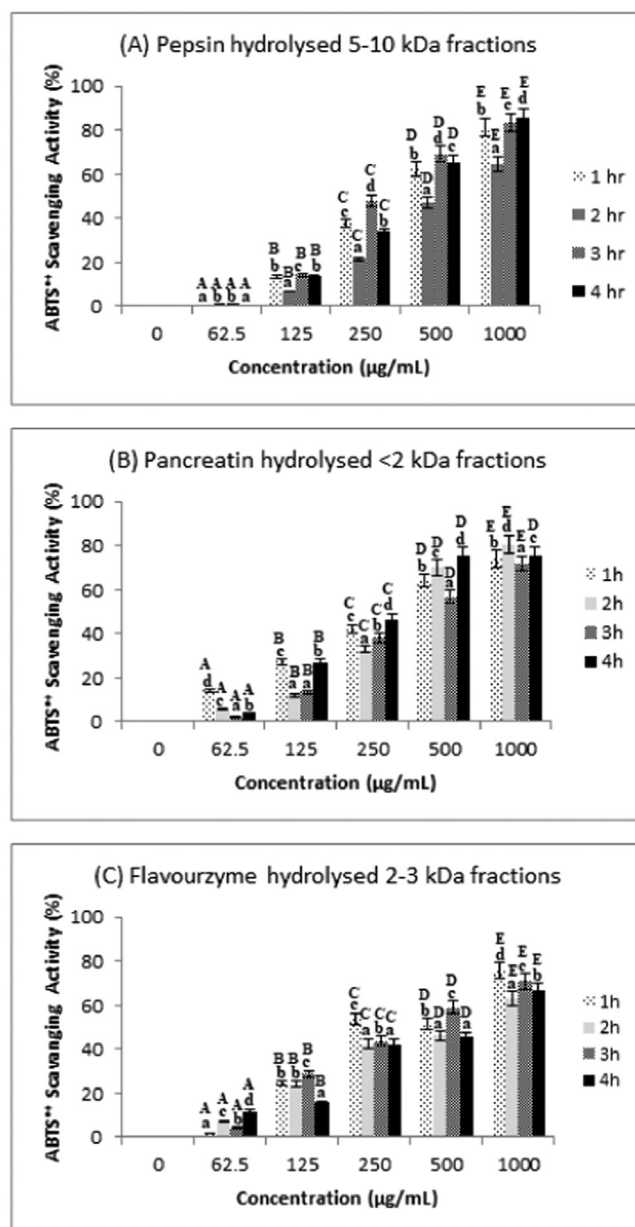 (A) Pepsin hydrolysed 5-10 kDa fractions
ABTS•+ Scavenging Activity (%)
100
80
60
40
20
0
A A A A
a b b a
B B B B
b a c b
C C C C
c a d b
D D D D
b a d c
E E E E
b a c d
0 62.5 125 250 500 1000
Concentration (µg/mL)
1 hr
2 hr
3 hr
4 hr
(B) Pancreatin hydrolysed <2 kDa fractions
ABTS•+ Scavenging Activity (%)
100
80
60
40
20
0
A A A A
d c a b
B B B B
c a a b
C C C C
c a b d
D D D D
b c a d
E E E D
b d a c
0 62.5 125 250 500 1000
Concentration (µg/mL)
1h
2h
3h
4h
(C) Flavourzyme hydrolysed 2-3 kDa fractions
ABTS•+ Scavanging Activity (%)
100
80
60
40
20
0
A A A A
a c b d
B B B B
b b c a
C C C C
c a b a
D D D D
b a c a
E E E E
d a c b
0 62.5 125 250 500 1000
Concentration (µg/mL)
1h
2h
3h
4h